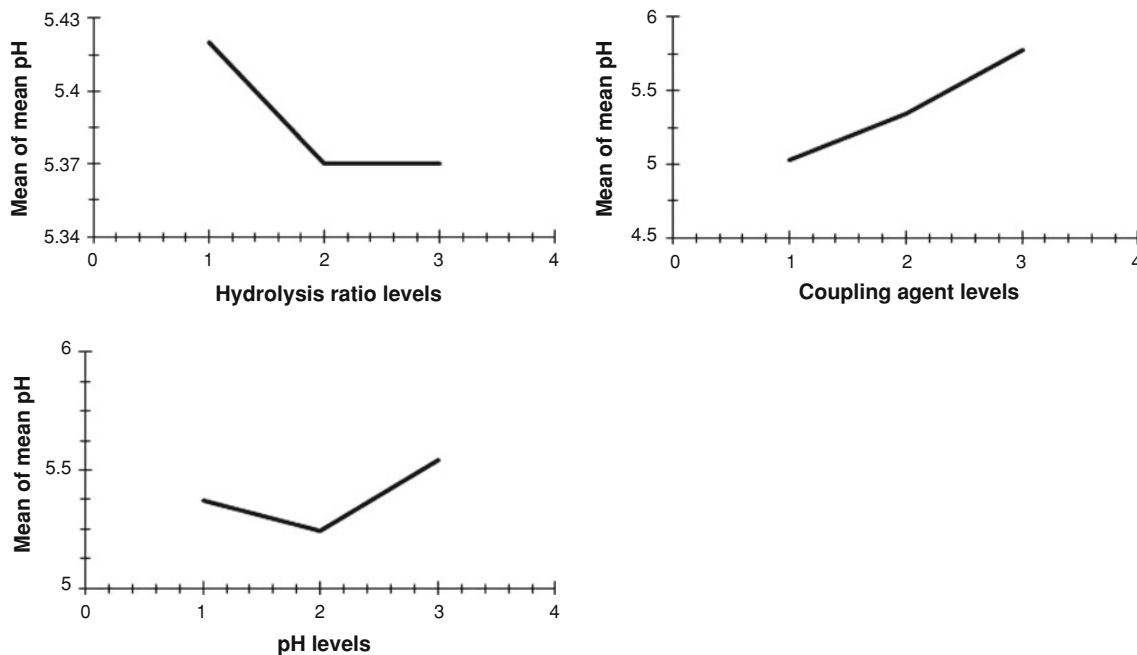 Mean of mean pH
5.43
5.4
5.37
5.34
0 1 2 3 4
Hydrolysis ratio levels
Mean of mean pH
6
5.5
5
4.5
0 1 2 3 4
Coupling agent levels
Mean of mean pH
6
5.5
5
0 1 2 3 4
pH levels